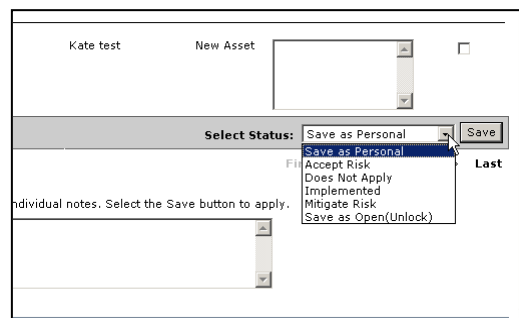 Kate test New Asset
Select Status: Save as Personal Save
Save as Personal
Last
Accept Risk
Does Not Apply
Implemented
Mitigate Risk
Save as Open(Unlock)
ndividual notes. Select the Save button to apply.